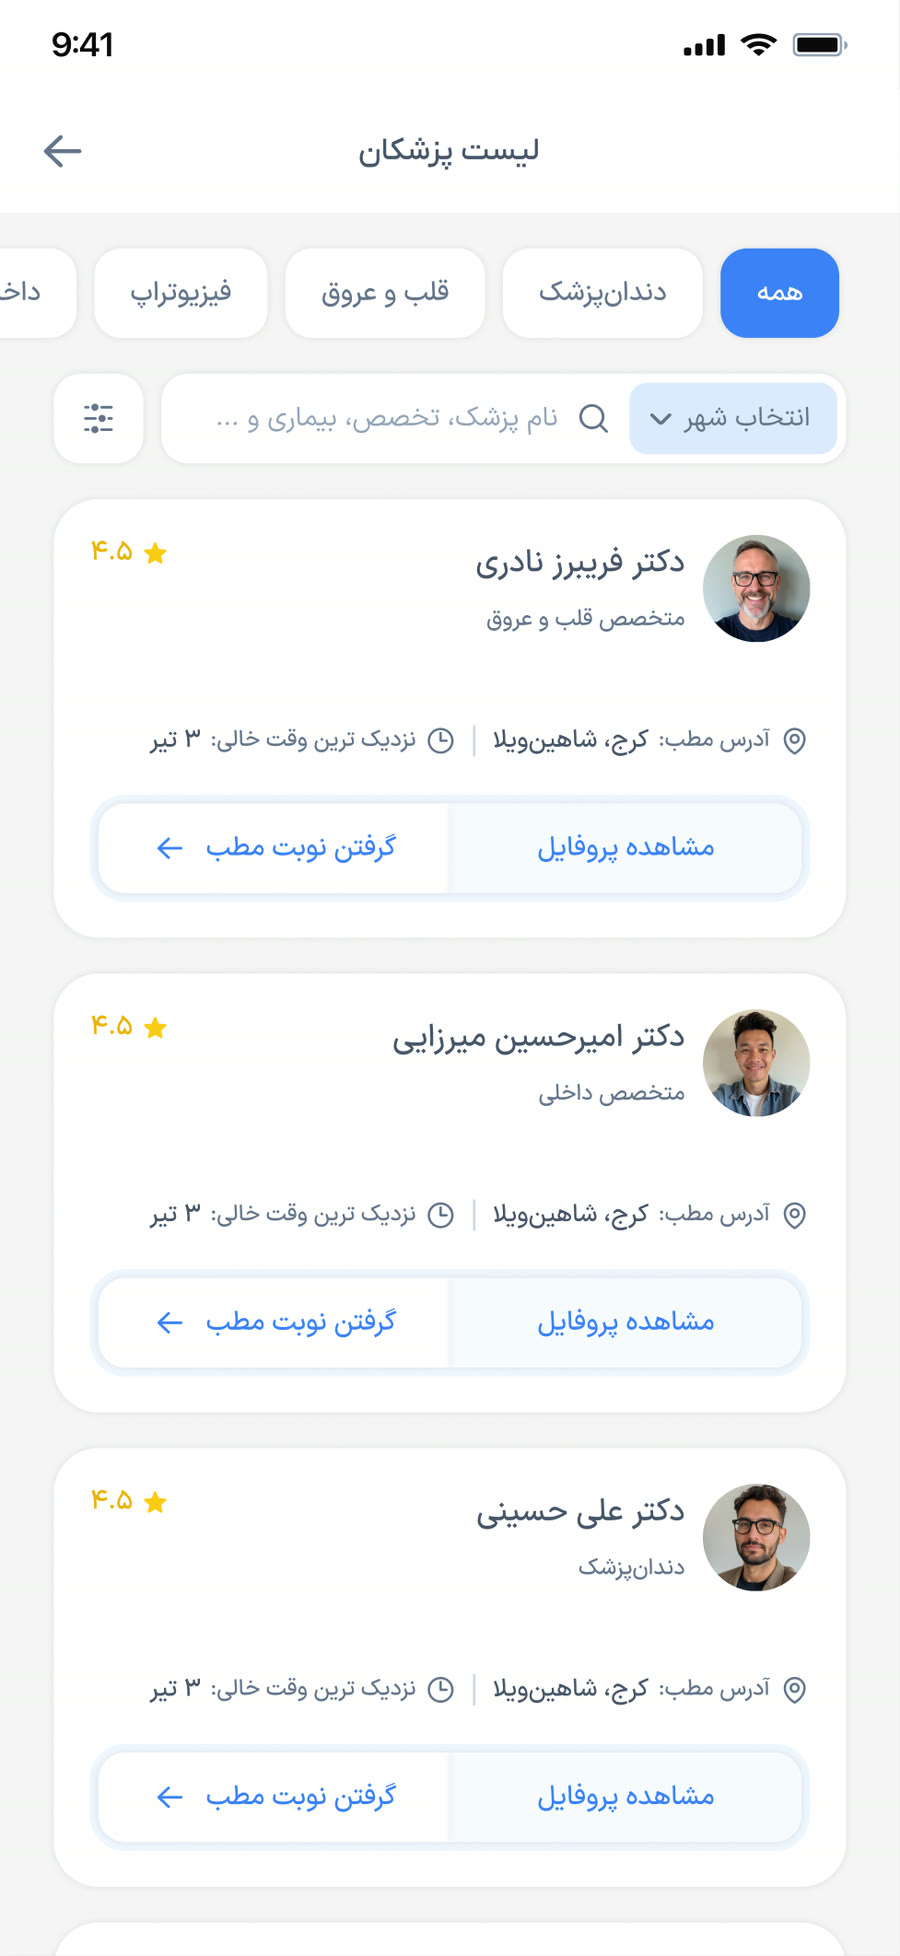 9:41
لیست پزشکان
همه دندان‌پزشک قلب و عروق فیزیوتراپ داخ
انتخاب شهر نام پزشک، تخصص، بیماری و ...
دکتر فریبرز نادری ۴.۵
متخصص قلب و عروق
آدرس مطب: کرج، شاهین‌ویلا | نزدیک ترین وقت خالی: ۳ تیر
مشاهده پروفایل گرفتن نوبت مطب
دکتر امیرحسین میرزایی ۴.۵
متخصص داخلی
آدرس مطب: کرج، شاهین‌ویلا | نزدیک ترین وقت خالی: ۳ تیر
مشاهده پروفایل گرفتن نوبت مطب
دکتر علی حسینی ۴.۵
دندان‌پزشک
آدرس مطب: کرج، شاهین‌ویلا | نزدیک ترین وقت خالی: ۳ تیر
مشاهده پروفایل گرفتن نوبت مطب